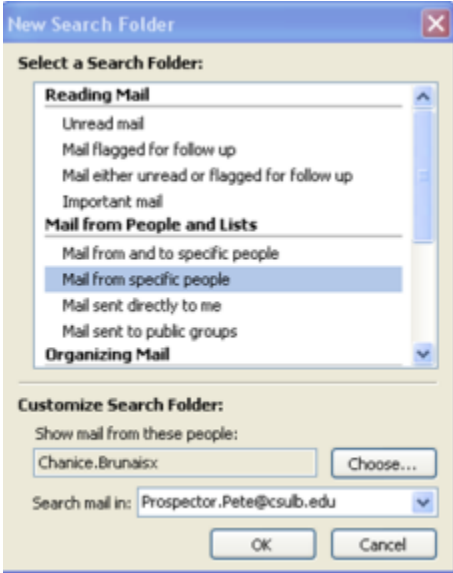 New Search Folder
Select a Search Folder:
Reading Mail
Unread mail
Mail flagged for follow up
Mail either unread or flagged for follow up
Important mail
Mail from People and Lists
Mail from and to specific people
Mail from specific people
Mail sent directly to me
Mail sent to public groups
Organizing Mail
Customize Search Folder:
Show mail from these people:
Chanice.Brunaisx Choose...
Search mail in: Prospector.Pete@csulb.edu
OK Cancel